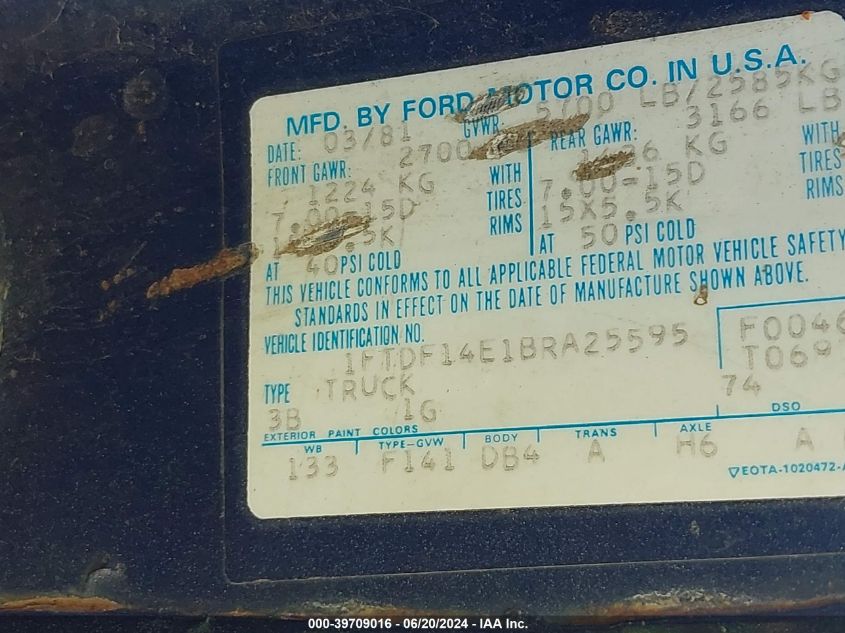 MFD. BY FORD MOTOR CO. IN U.S.A.
DATE: 03/81 GVWR: 5700 LB/2585KG
FRONT GAWR: 2700 REAR GAWR: 3166 LB
1224 KG WITH KG WITH
7.00-15D TIRES 7.00-15D TIRES
.5K RIMS 15X5.5K RIMS
AT 40 PSI COLD AT 50 PSI COLD
THIS VEHICLE CONFORMS TO ALL APPLICABLE FEDERAL MOTOR VEHICLE SAFETY
STANDARDS IN EFFECT ON THE DATE OF MANUFACTURE SHOWN ABOVE.
VEHICLE IDENTIFICATION NO.
1FTDF14E1BRA25595 F0046
T069
TYPE TRUCK 74
3B 1G DSO
EXTERIOR PAINT COLORS
WB TYPE-GVW BODY TRANS AXLE
133 F141 DB4 A H6 A
EOTA-1020472-A
000-39709016 - 06/20/2024 - IAA Inc.